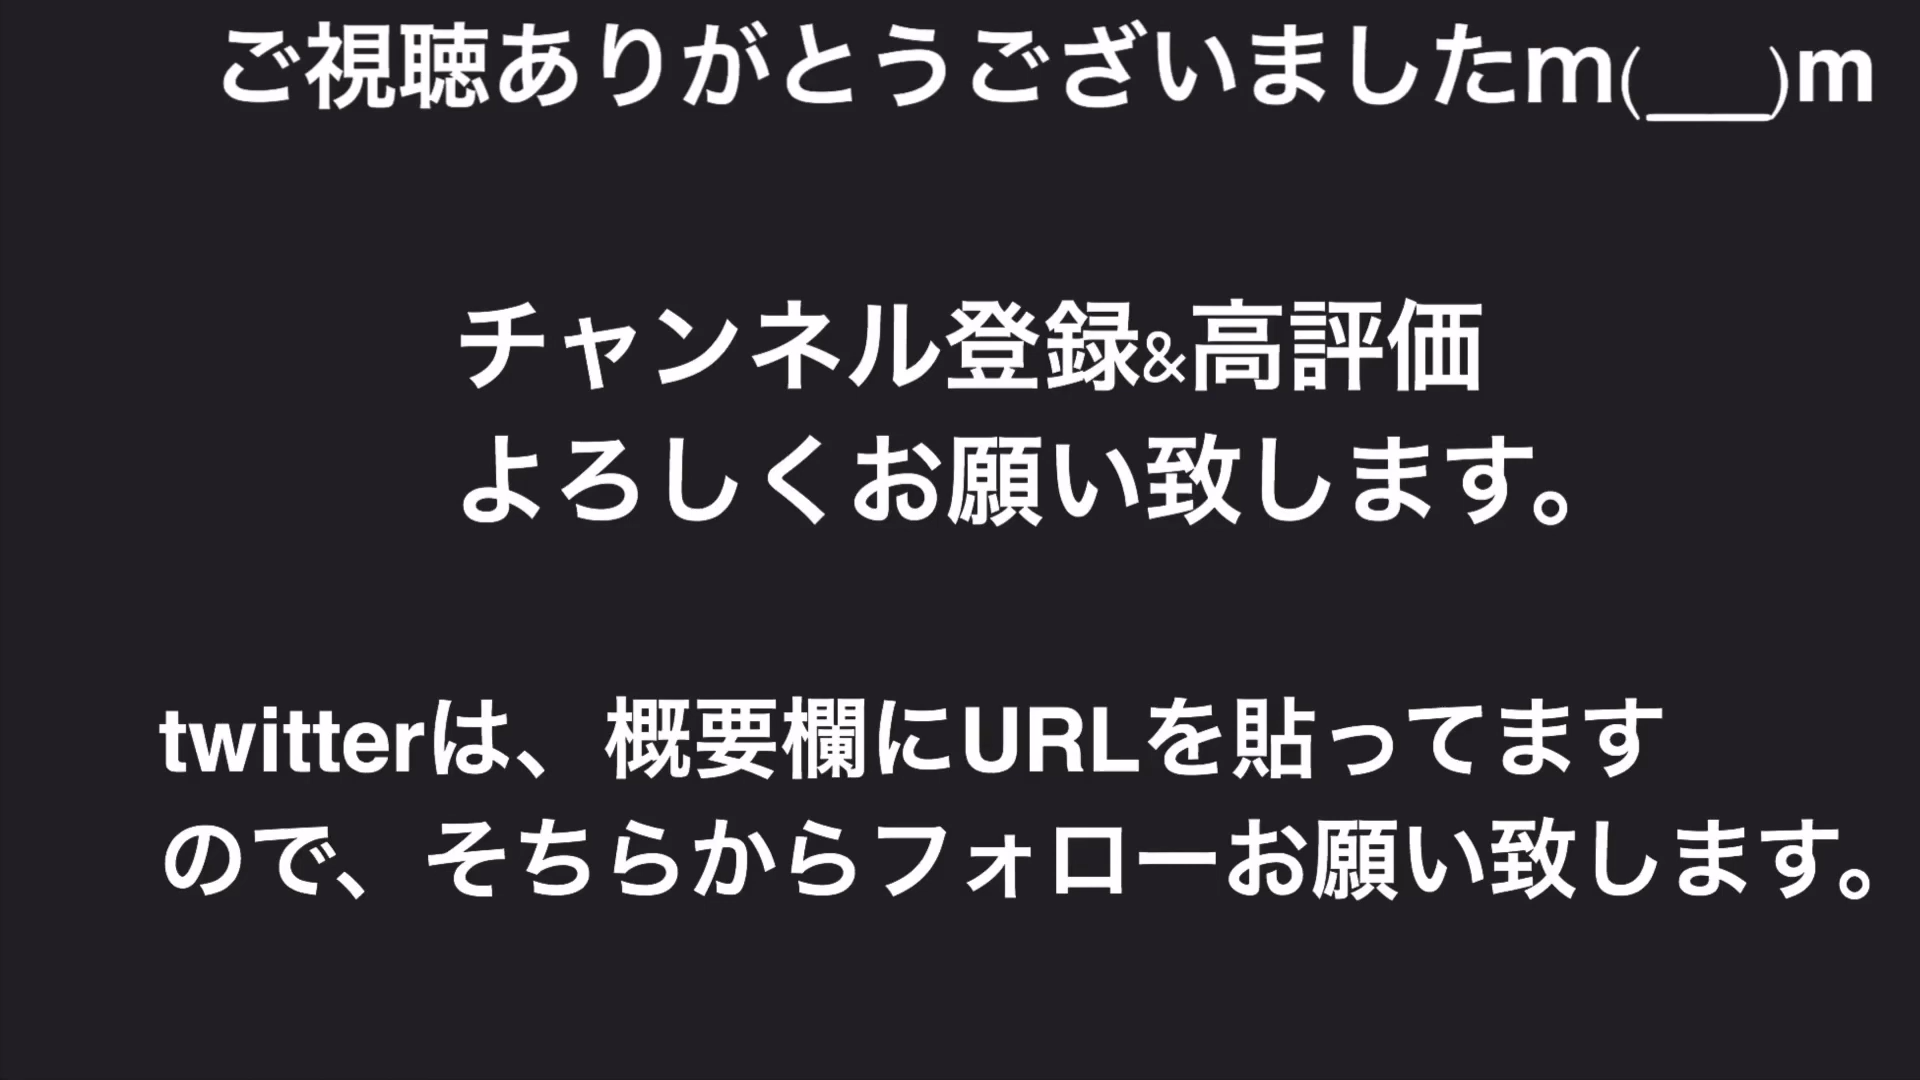 ご視聴ありがとうございましたm(___)m
チャンネル登録&高評価
よろしくお願い致します。
twitterは、概要欄にURLを貼ってます
ので、そちらからフォローお願い致します。